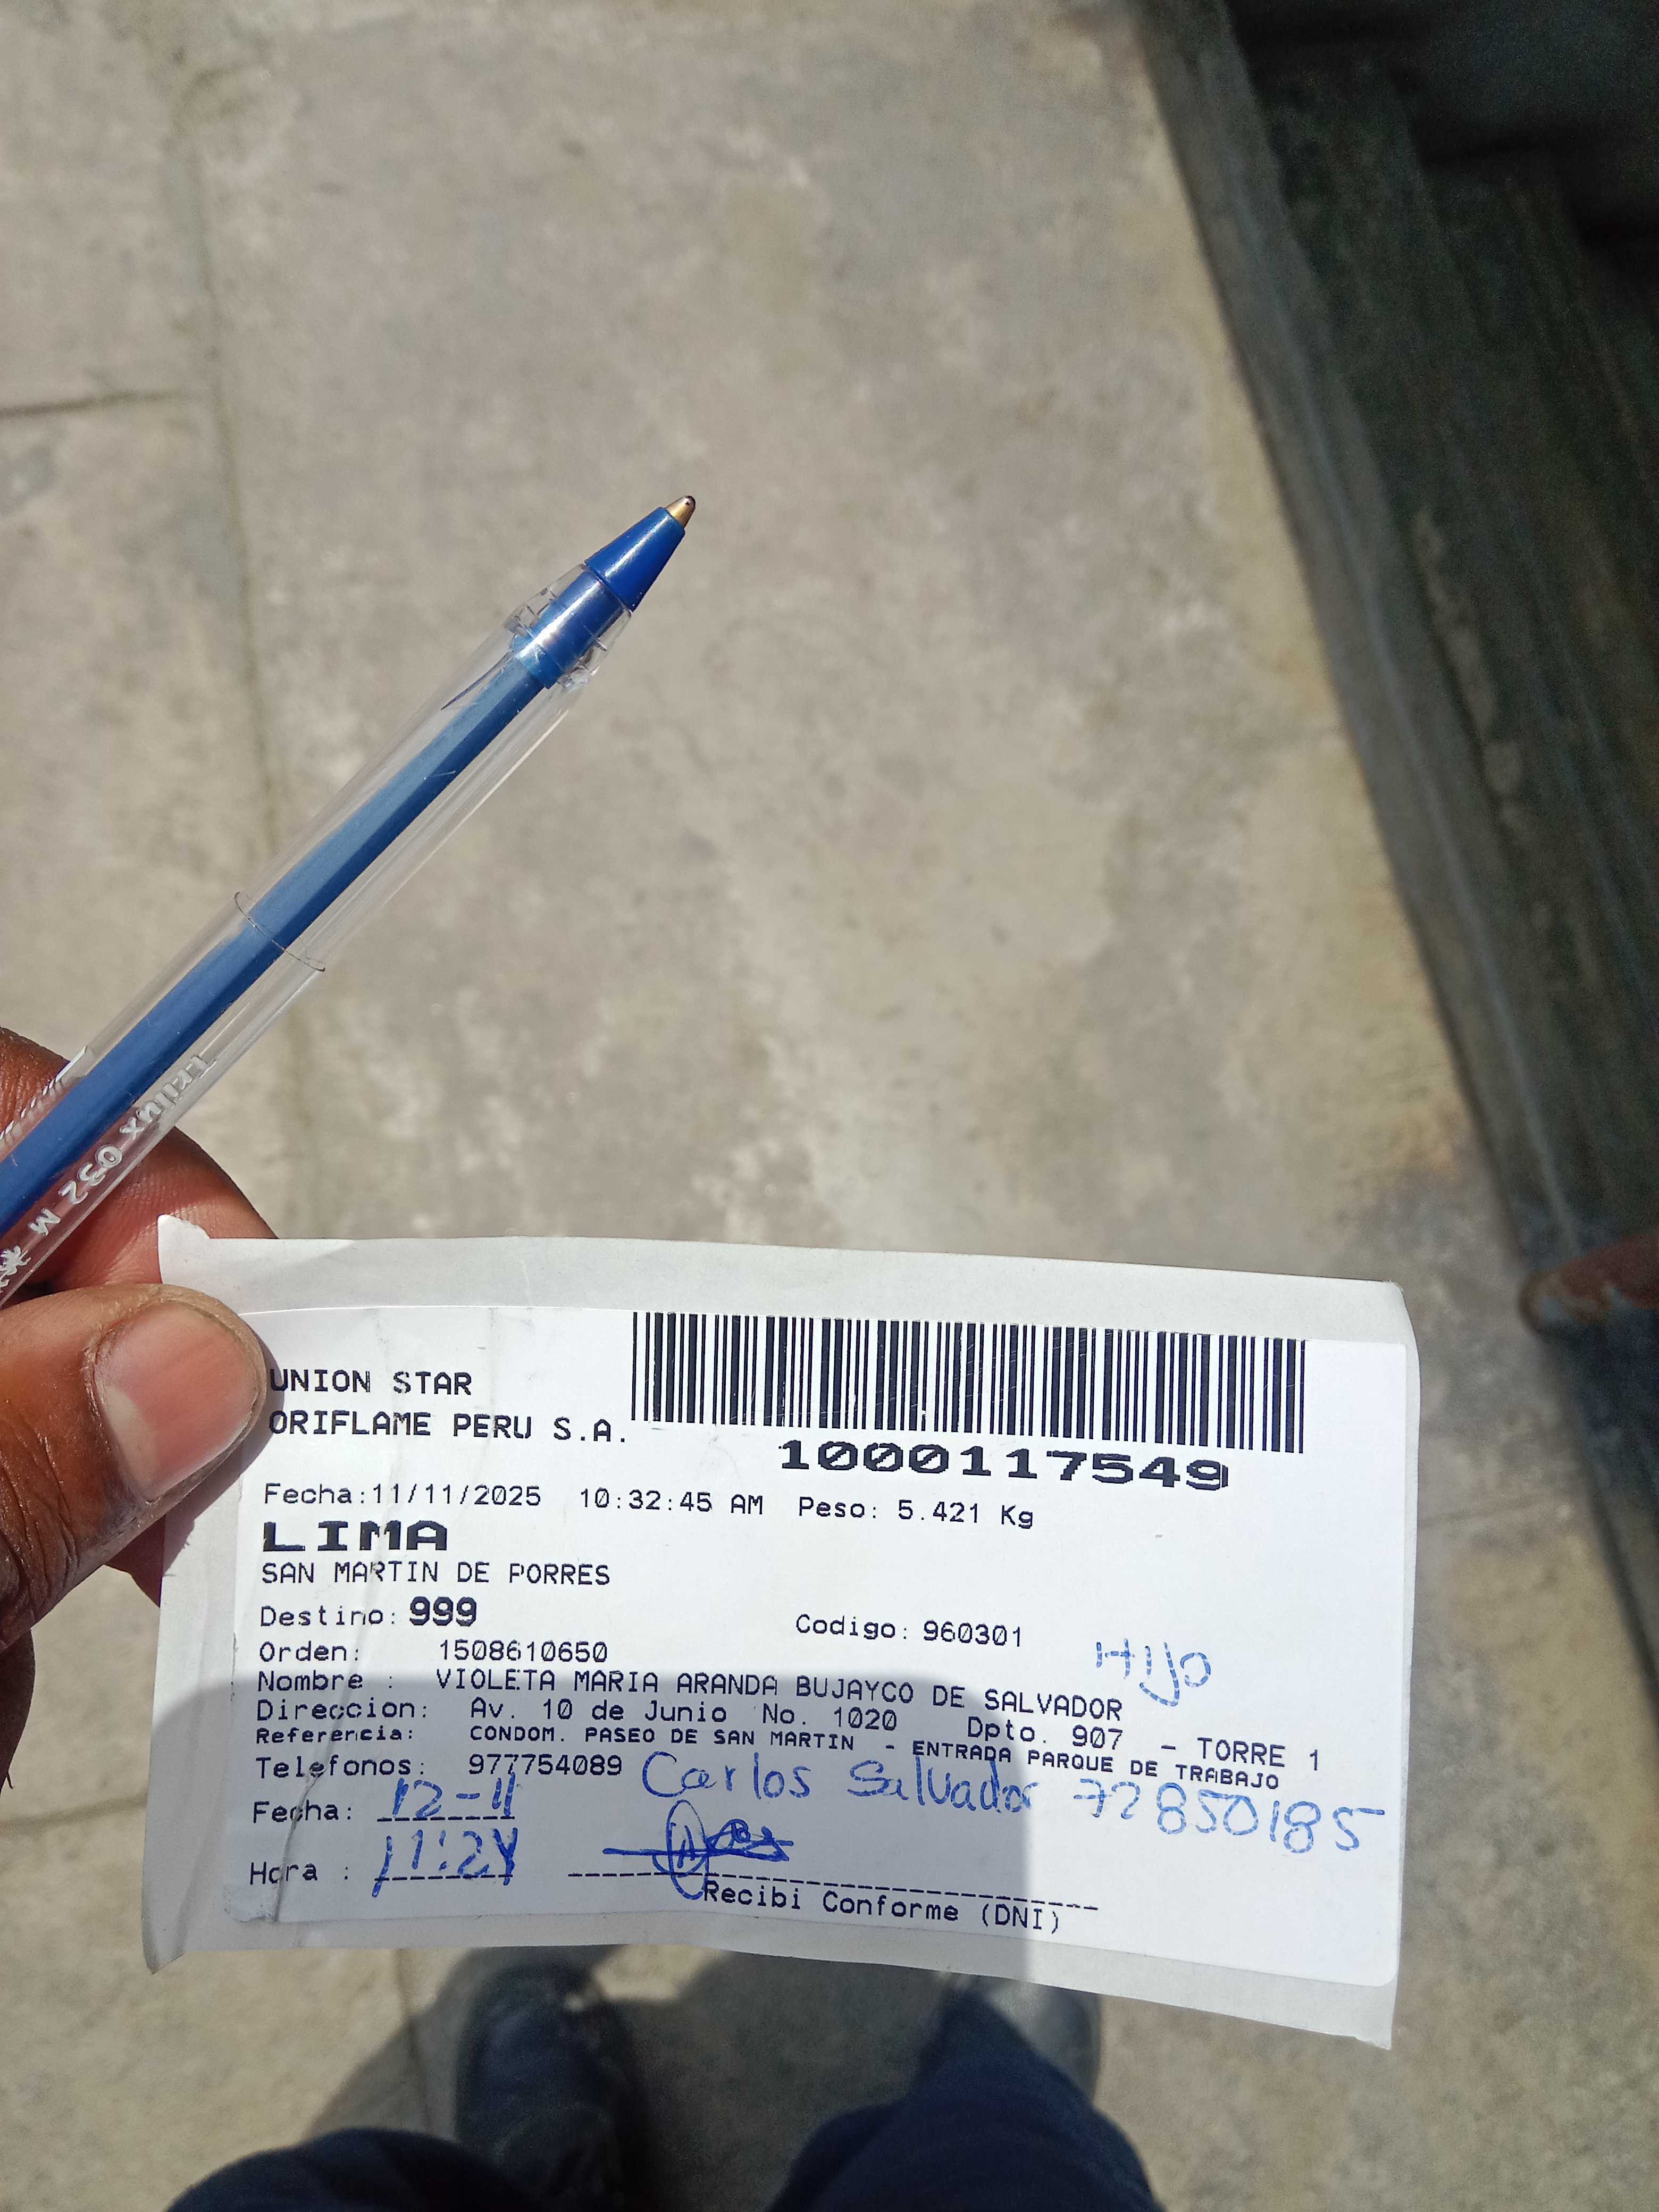 Trilux 032 M
UNION STAR
ORIFLAME PERU S.A.
1000117549
Fecha:11/11/2025 10:32:45 AM Peso: 5.421 Kg
LIMA
SAN MARTIN DE PORRES
Destino: 999 Codigo: 960301
Orden: 1508610650
HIJO
Nombre : VIOLETA MARIA ARANDA BUJAYCO DE SALVADOR
Direccion: Av. 10 de Junio No. 1020 Dpto. 907 - TORRE 1
Referencia: CONDOM. PASEO DE SAN MARTIN - ENTRADA PARQUE DE TRABAJO
Telefonos: 977754089 Carlos Salvador 72850185
Fecha: 12-11
Hora : 11:24
Recibi Conforme (DNI)